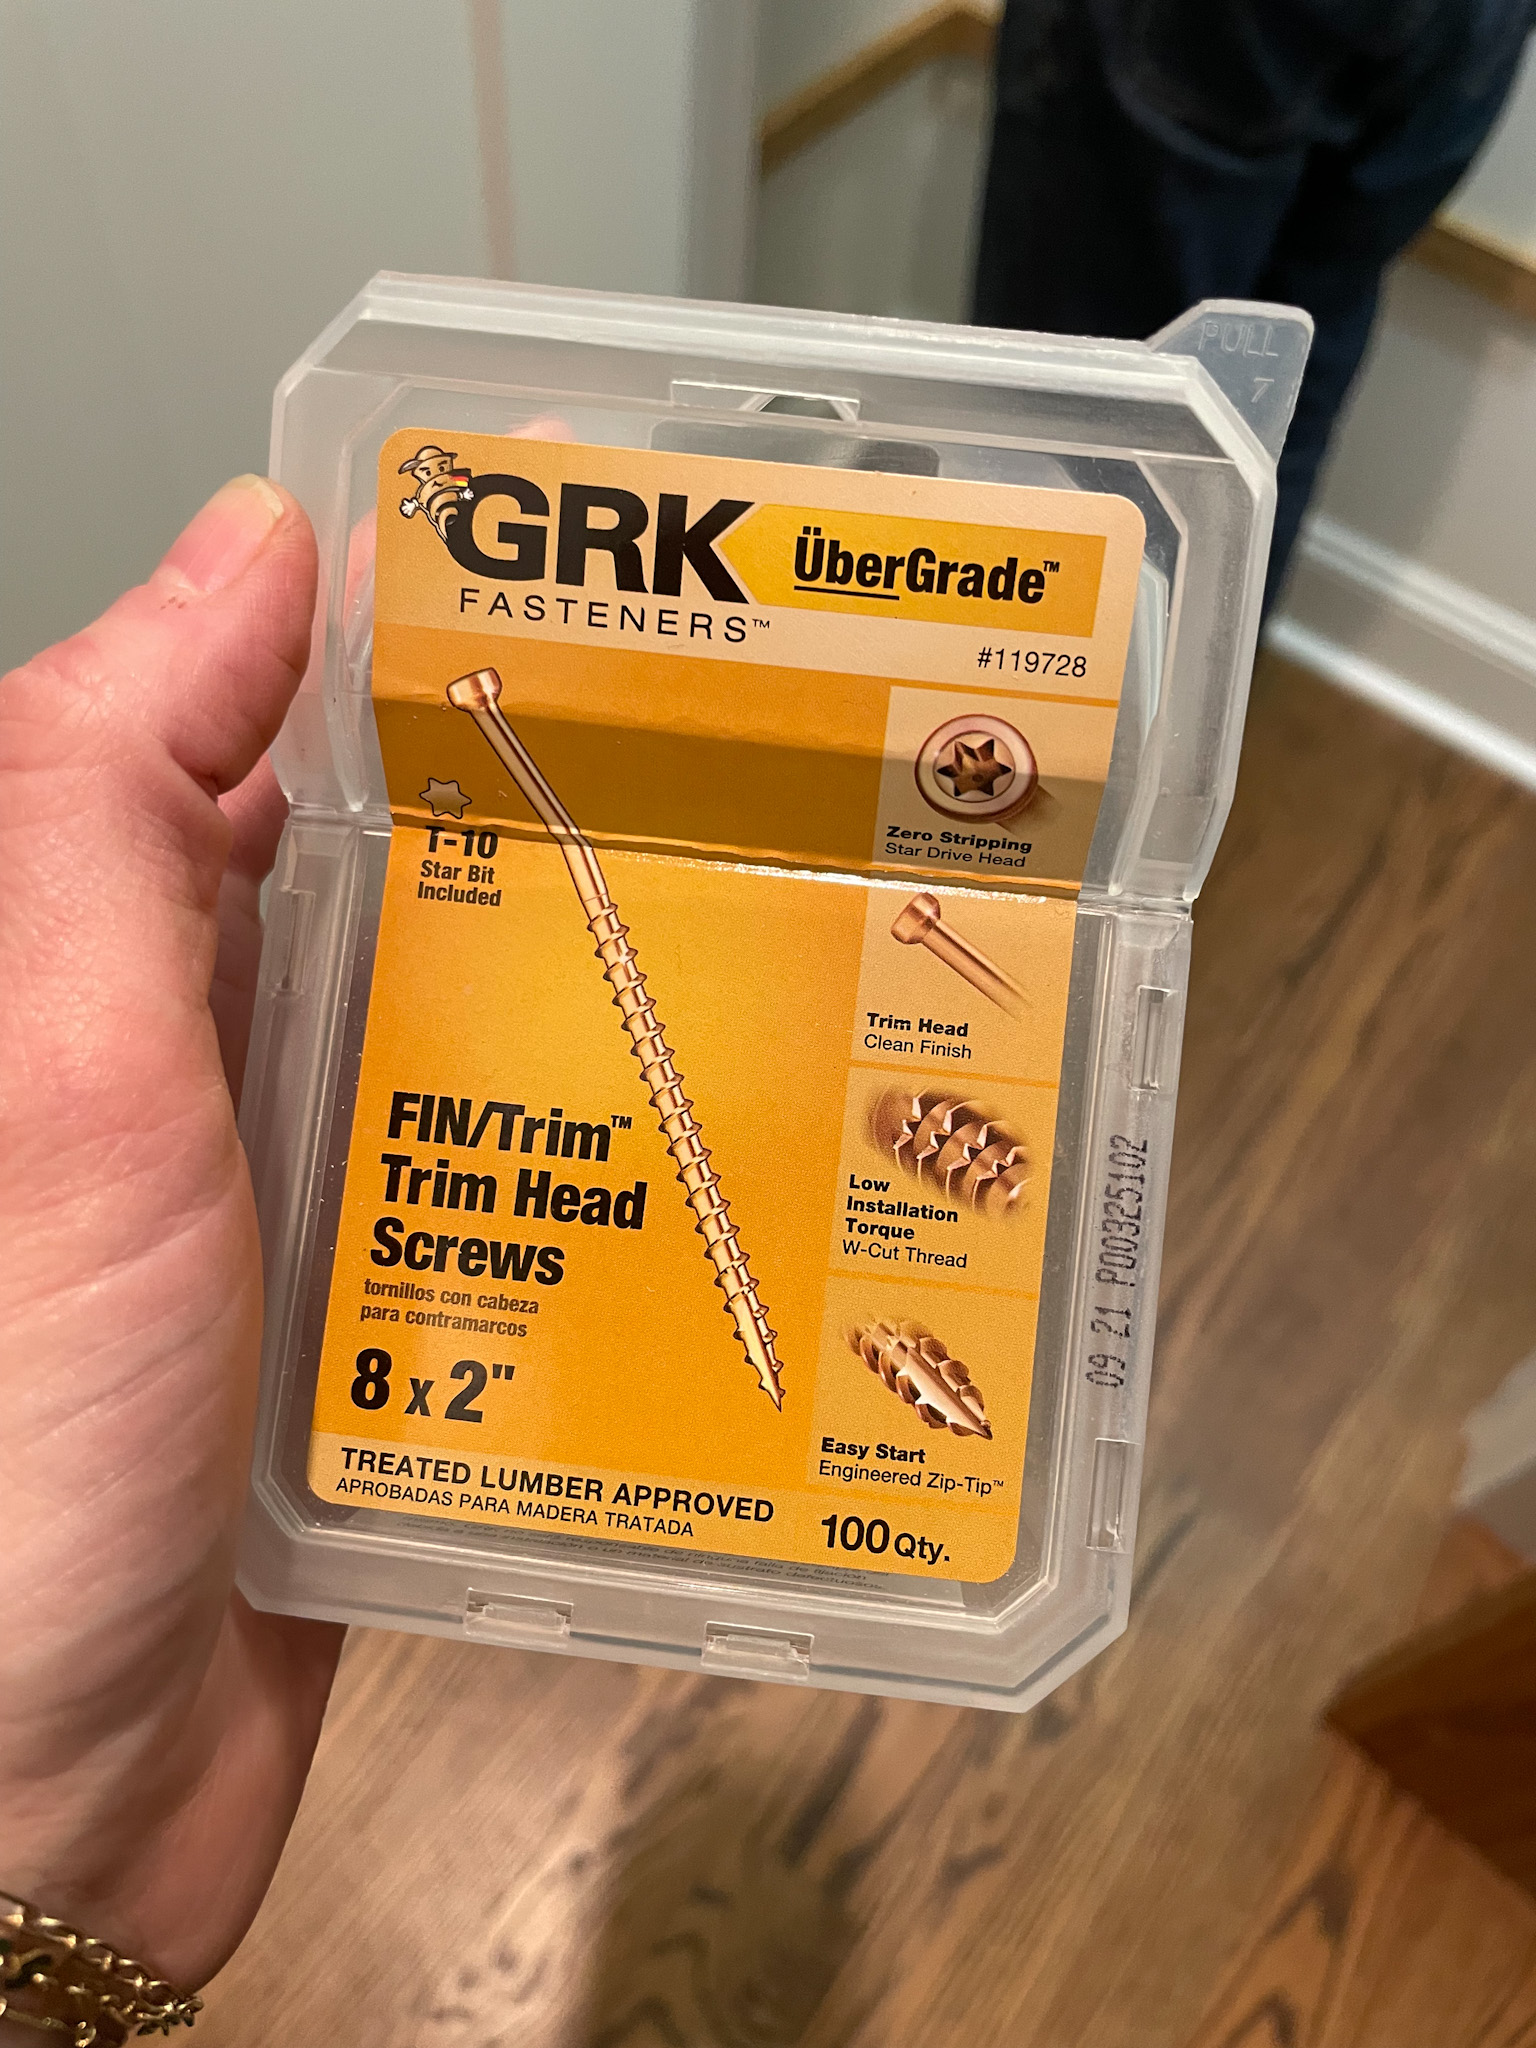 PULL
7
GRK
FASTENERS™
ÜberGrade™
#119728
T-10
Star Bit
Included
Zero Stripping
Star Drive Head
Trim Head
Clean Finish
Low
Installation
Torque
W-Cut Thread
Easy Start
Engineered Zip-Tip™
FIN/Trim™
Trim Head
Screws
tornillos con cabeza
para contramarcos
8 x 2"
TREATED LUMBER APPROVED
APROBADAS PARA MADERA TRATADA
100 Qty.
09 21 P00325102